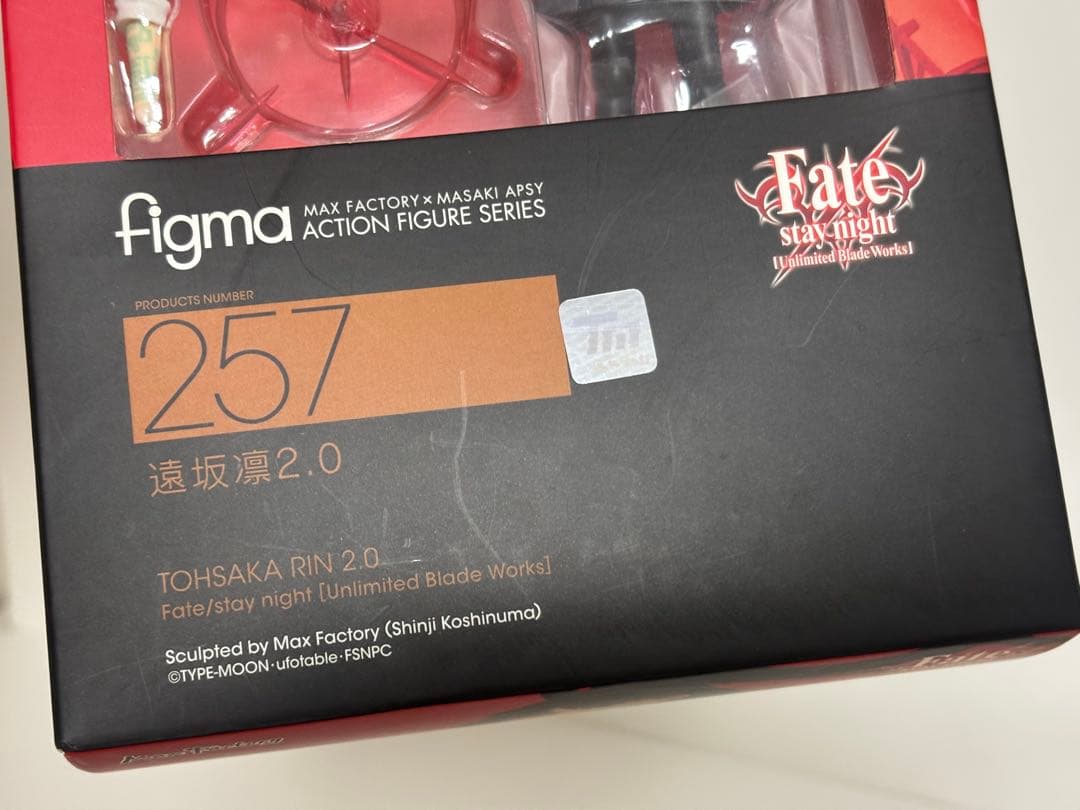 figma
MAX FACTORY × MASAKI APSY
ACTION FIGURE SERIES
Fate
stay night
[Unlimited Blade Works]
PRODUCTS NUMBER
257
遠坂凛2.0
TOHSAKA RIN 2.0
Fate/stay night [Unlimited Blade Works]
Sculpted by Max Factory (Shinji Koshinuma)
©TYPE-MOON・ufotable・FSNPC
Fate